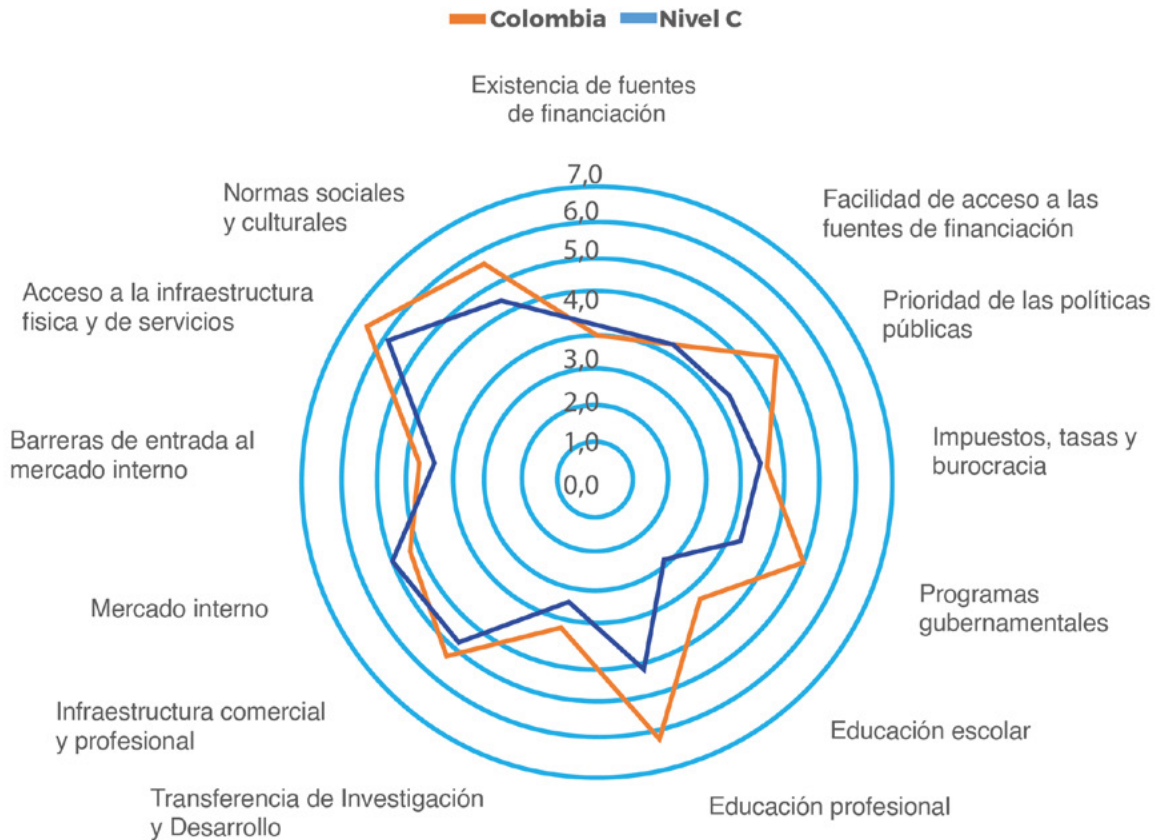 Colombia Nivel C
Existencia de fuentes
de financiación
7,0
6,0
5,0
4,0
3,0
2,0
1,0
0,0
Facilidad de acceso a las
fuentes de financiación
Prioridad de las políticas
públicas
Impuestos, tasas y
burocracia
Programas
gubernamentales
Educación escolar
Educación profesional
Transferencia de Investigación
y Desarrollo
Infraestructura comercial
y profesional
Mercado interno
Barreras de entrada al
mercado interno
Acceso a la infraestructura
fisica y de servicios
Normas sociales
y culturales